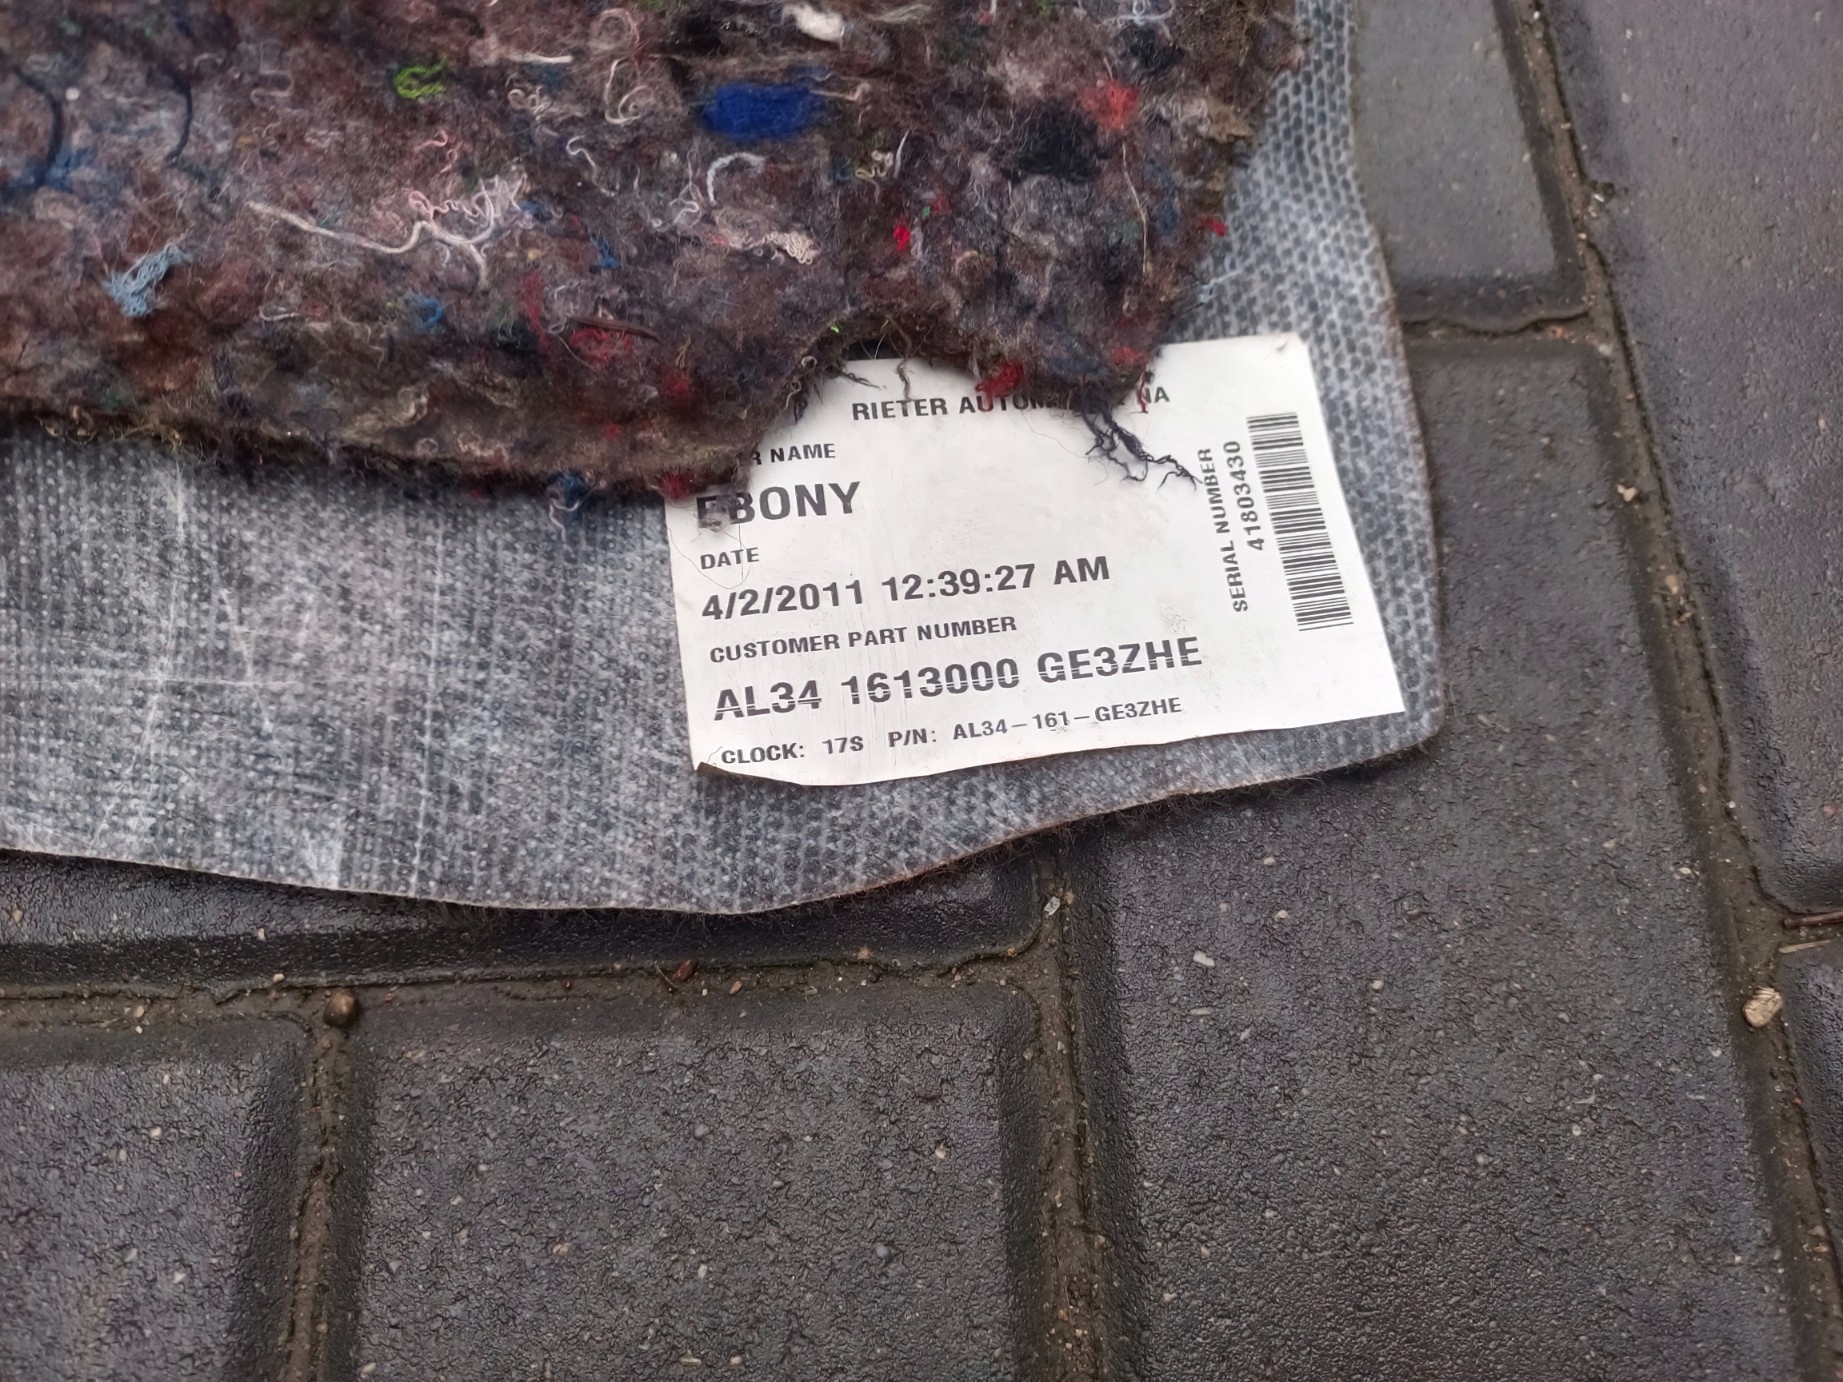 RIETER NA
NAME
EBONY
DATE
4/2/2011 12:39:27 AM
CUSTOMER PART NUMBER
AL34 1613000 GE3ZHE
CLOCK: 17S P/N: AL34-161-GE3ZHE
SERIAL NUMBER
41803430